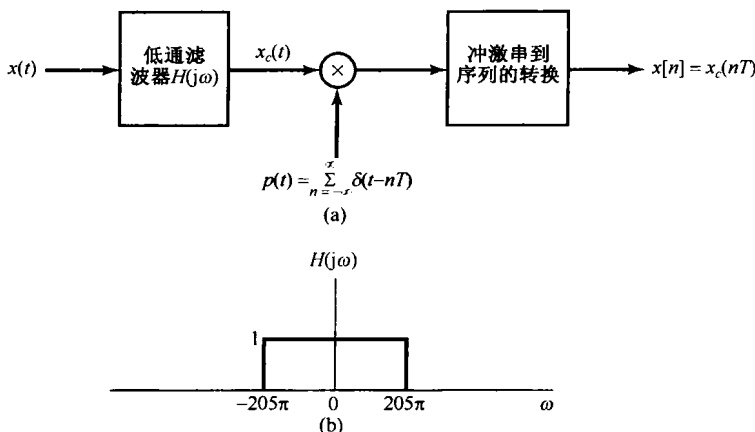 x(t)
低通滤
波器H(jω)
x_c(t)
×
冲激串到
序列的转换
x[n] = x_c(nT)
p(t) = Σ δ(t−nT)
(a)
H(jω)
1
−205π
0
205π
ω
(b)